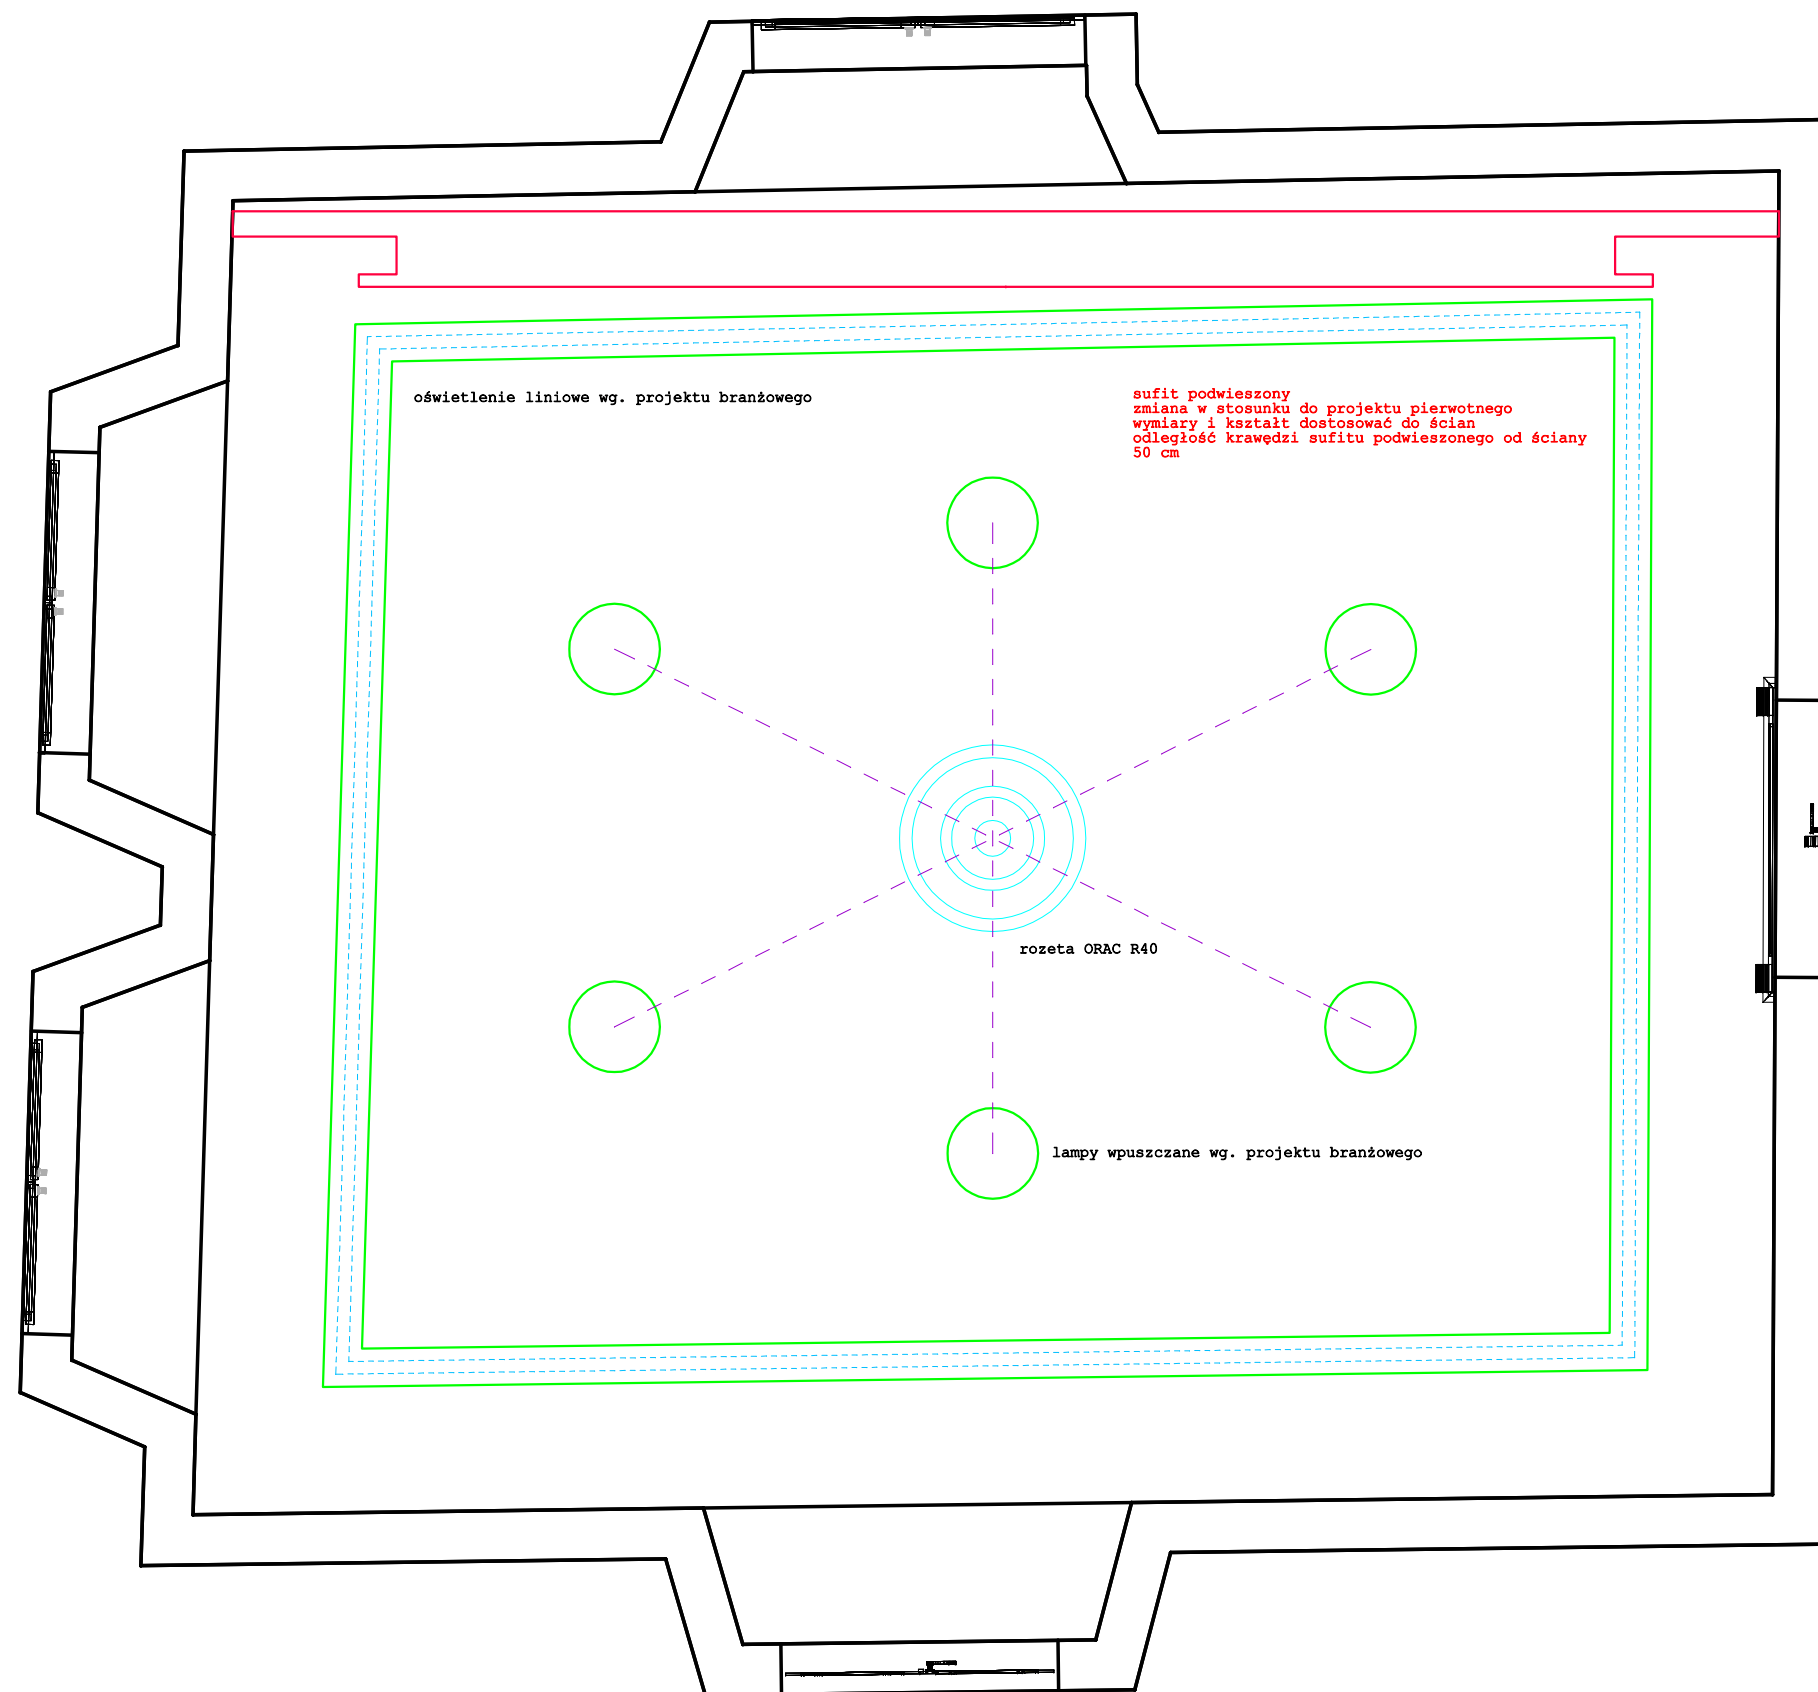 oświetlenie liniowe wg. projektu branżowego
sufit podwieszony
zmiana w stosunku do projektu pierwotnego
wymiary i kształt dostosować do ścian
odległość krawędzi sufitu podwieszonego od ściany
50 cm
rozeta ORAC R40
lampy wpuszczane wg. projektu branżowego